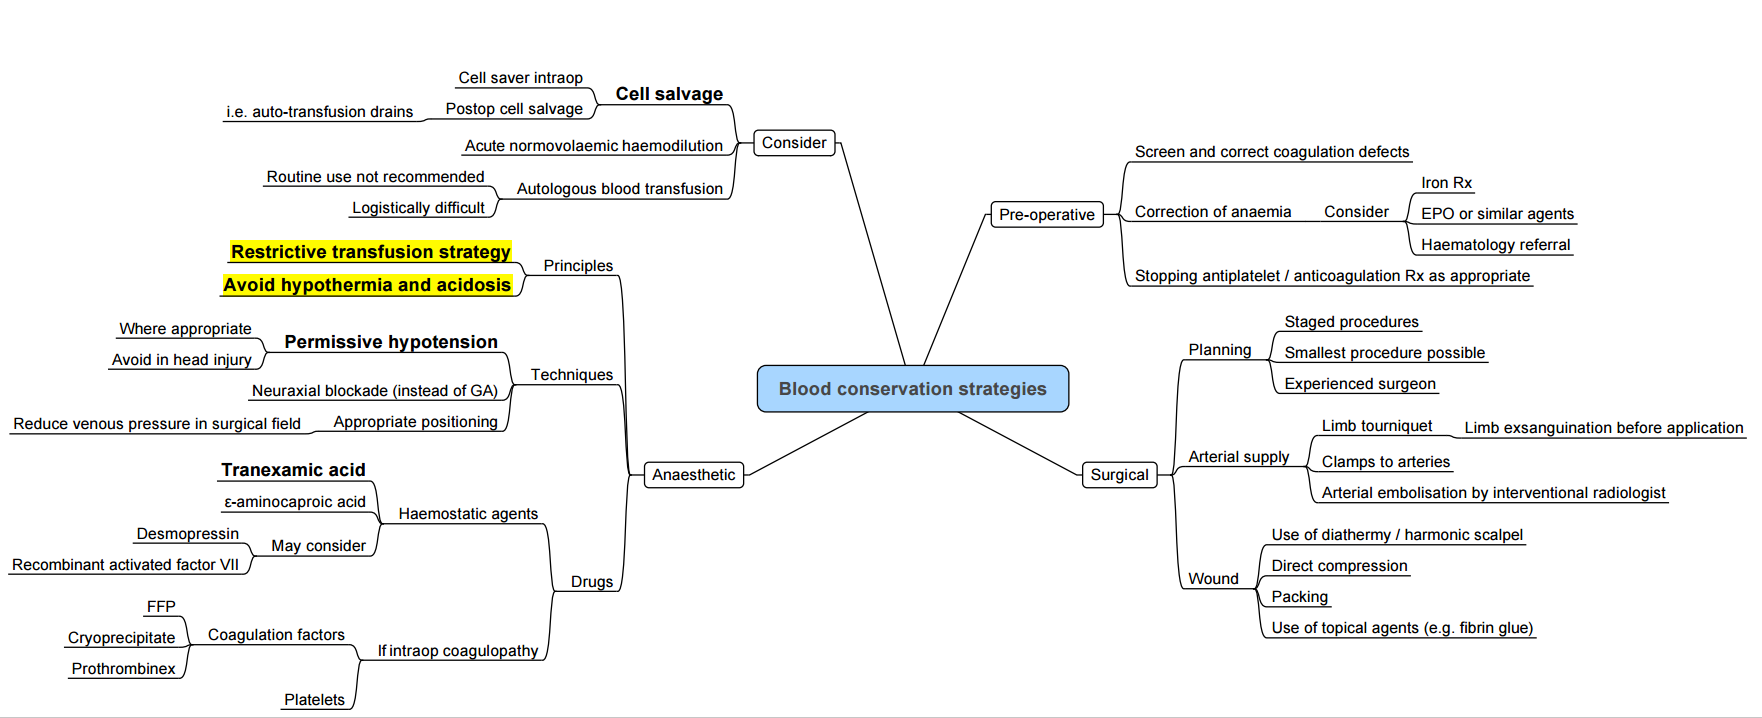 Blood conservation strategies
Pre-operative
Screen and correct coagulation defects
Correction of anaemia
Consider
Iron Rx
EPO or similar agents
Haematology referral
Stopping antiplatelet / anticoagulation Rx as appropriate
Surgical
Planning
Staged procedures
Smallest procedure possible
Experienced surgeon
Arterial supply
Limb tourniquet
Limb exsanguination before application
Clamps to arteries
Arterial embolisation by interventional radiologist
Wound
Use of diathermy / harmonic scalpel
Direct compression
Packing
Use of topical agents (e.g. fibrin glue)
Consider
Cell salvage
Cell saver intraop
Postop cell salvage
i.e. auto-transfusion drains
Acute normovolaemic haemodilution
Autologous blood transfusion
Routine use not recommended
Logistically difficult
Anaesthetic
Principles
Restrictive transfusion strategy
Avoid hypothermia and acidosis
Techniques
Permissive hypotension
Where appropriate
Avoid in head injury
Neuraxial blockade (instead of GA)
Appropriate positioning
Reduce venous pressure in surgical field
Drugs
Haemostatic agents
Tranexamic acid
ε-aminocaproic acid
May consider
Desmopressin
Recombinant activated factor VII
If intraop coagulopathy
Coagulation factors
FFP
Cryoprecipitate
Prothrombinex
Platelets